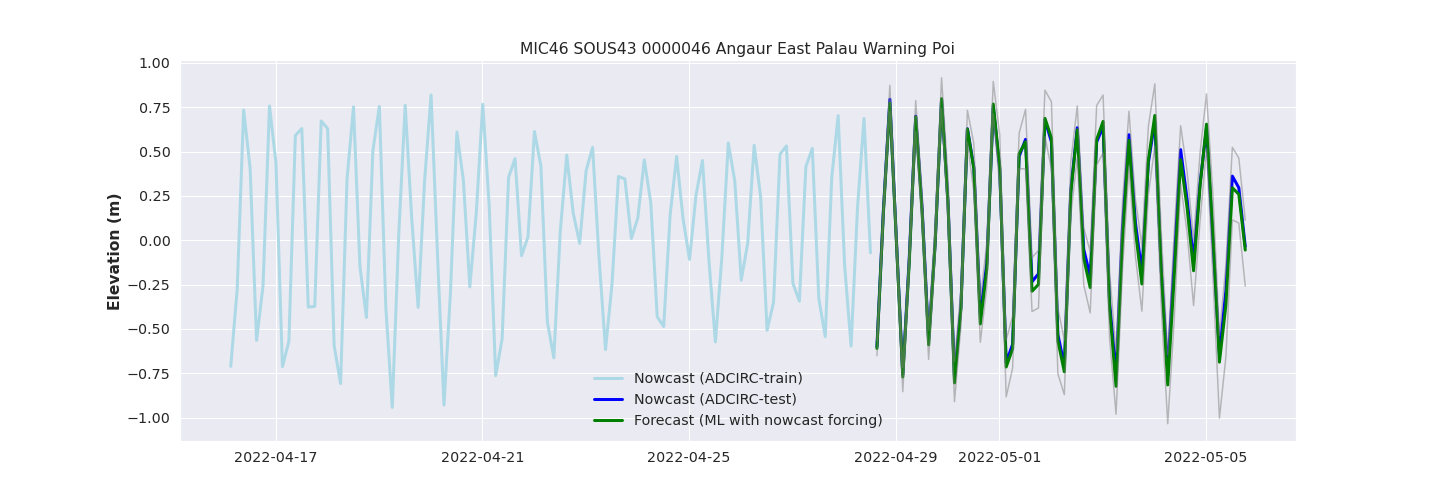 MIC46 SOUS43 0000046 Angaur East Palau Warning Poi
1.00
0.75
0.50
0.25
0.00
−0.25
−0.50
−0.75
−1.00
Elevation (m)
Nowcast (ADCIRC-train)
Nowcast (ADCIRC-test)
Forecast (ML with nowcast forcing)
2022-04-17 2022-04-21 2022-04-25 2022-04-29 2022-05-01 2022-05-05